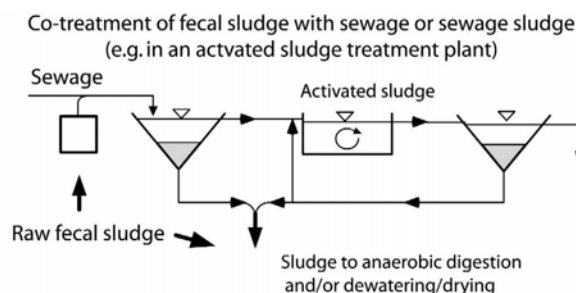 Co-treatment of fecal sludge with sewage or sewage sludge
(e.g. in an actvated sludge treatment plant)
Sewage
Activated sludge
Raw fecal sludge
Sludge to anaerobic digestion
and/or dewatering/drying